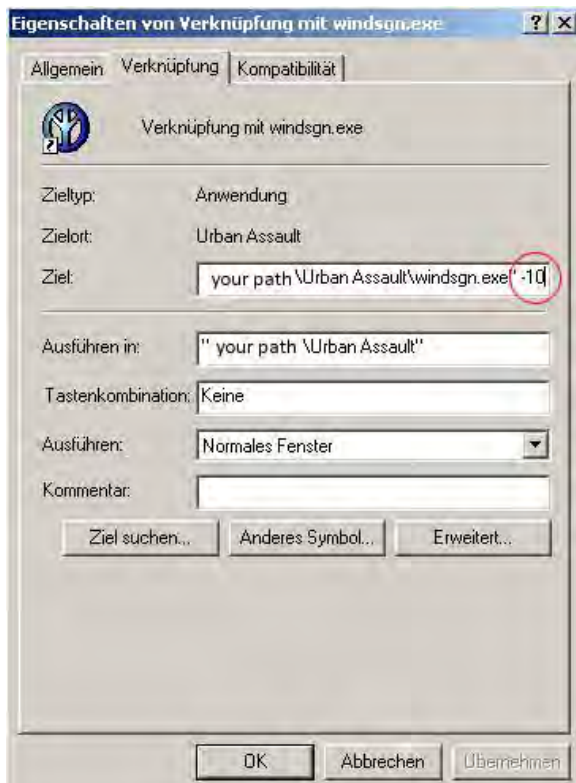 Eigenschaften von Verknüpfung mit windsgn.exe
Allgemein Verknüpfung Kompatibilität
Verknüpfung mit windsgn.exe
Zieltyp: Anwendung
Zielort: Urban Assault
Ziel: your path \Urban Assault\windsgn.exe" -10
Ausführen in: " your path \Urban Assault"
Tastenkombination: Keine
Ausführen: Normales Fenster
Kommentar:
Ziel suchen... Anderes Symbol... Erweitert...
OK Abbrechen Übernehmen